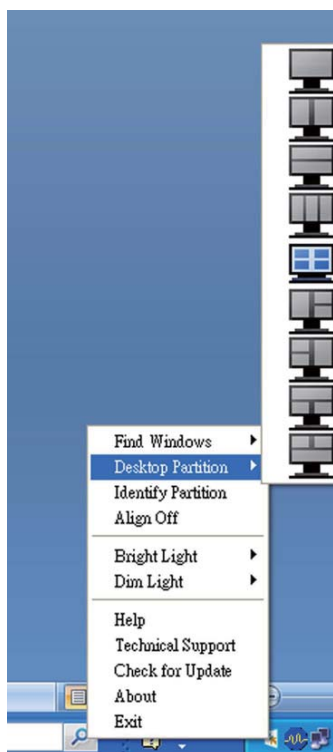 Find Windows
Desktop Partition
Identify Partition
Align Off
Bright Light
Dim Light
Help
Technical Support
Check for Update
About
Exit